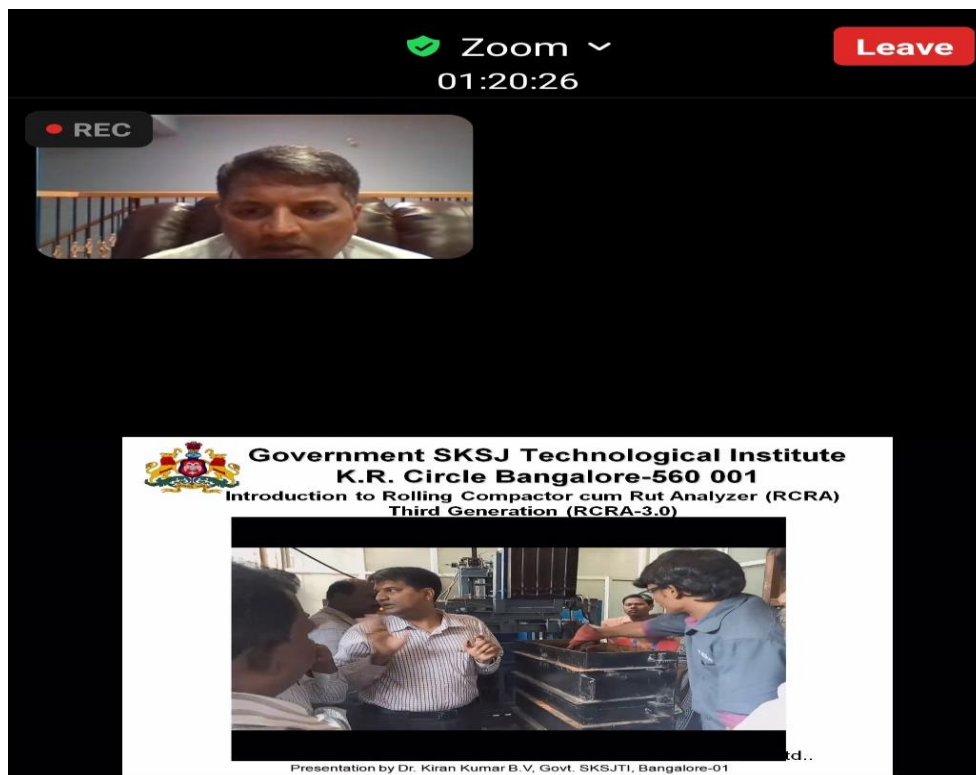 Zoom
Leave
01:20:26
REC
Government SKSJ Technological Institute
K.R. Circle Bangalore-560 001
Introduction to Rolling Compactor cum Rut Analyzer (RCRA)
Third Generation (RCRA-3.0)
td..
Presentation by Dr. Kiran Kumar B.V, Govt. SKSJTI, Bangalore-01